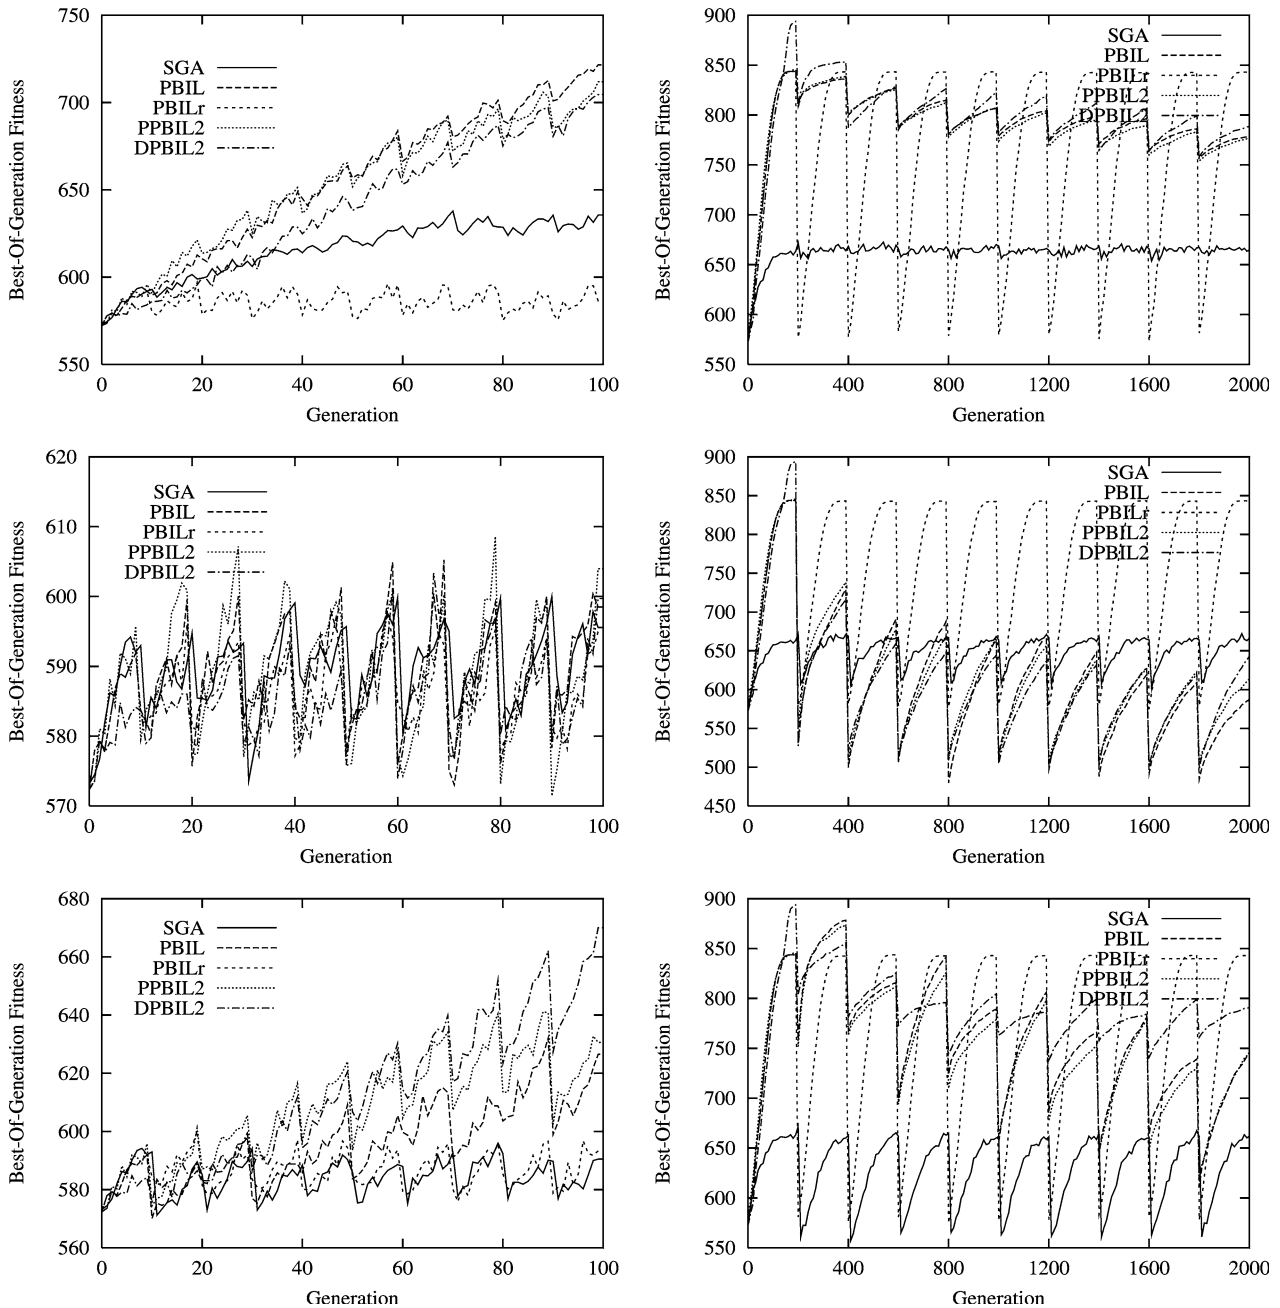 750
700
650
600
550
0 20 40 60 80 100
Best-Of-Generation Fitness
Generation
SGA
PBIL
PBILr
PPBIL2
DPBIL2
900
850
800
750
700
650
600
550
0 400 800 1200 1600 2000
Best-Of-Generation Fitness
Generation
SGA
PBIL
PBILr
PPBIL2
DPBIL2
620
610
600
590
580
570
0 20 40 60 80 100
Best-Of-Generation Fitness
Generation
SGA
PBIL
PBILr
PPBIL2
DPBIL2
900
850
800
750
700
650
600
550
500
450
0 400 800 1200 1600 2000
Best-Of-Generation Fitness
Generation
SGA
PBIL
PBILr
PPBIL2
DPBIL2
680
660
640
620
600
580
560
0 20 40 60 80 100
Best-Of-Generation Fitness
Generation
SGA
PBIL
PBILr
PPBIL2
DPBIL2
900
850
800
750
700
650
600
550
0 400 800 1200 1600 2000
Best-Of-Generation Fitness
Generation
SGA
PBIL
PBILr
PPBIL2
DPBIL2